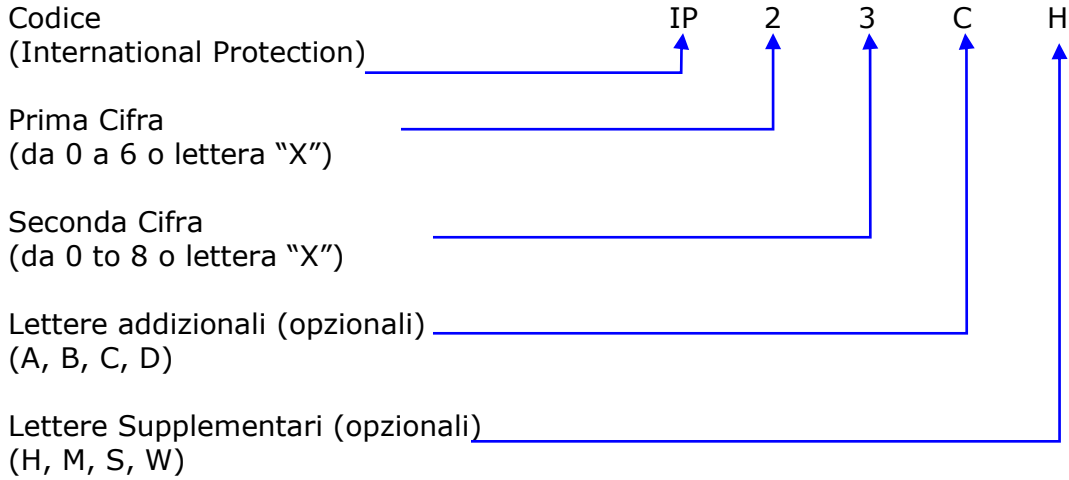 Codice IP 2 3 C H
(International Protection)
Prima Cifra
(da 0 a 6 o lettera “X”)
Seconda Cifra
(da 0 to 8 o lettera “X”)
Lettere addizionali (opzionali)
(A, B, C, D)
Lettere Supplementari (opzionali)
(H, M, S, W)